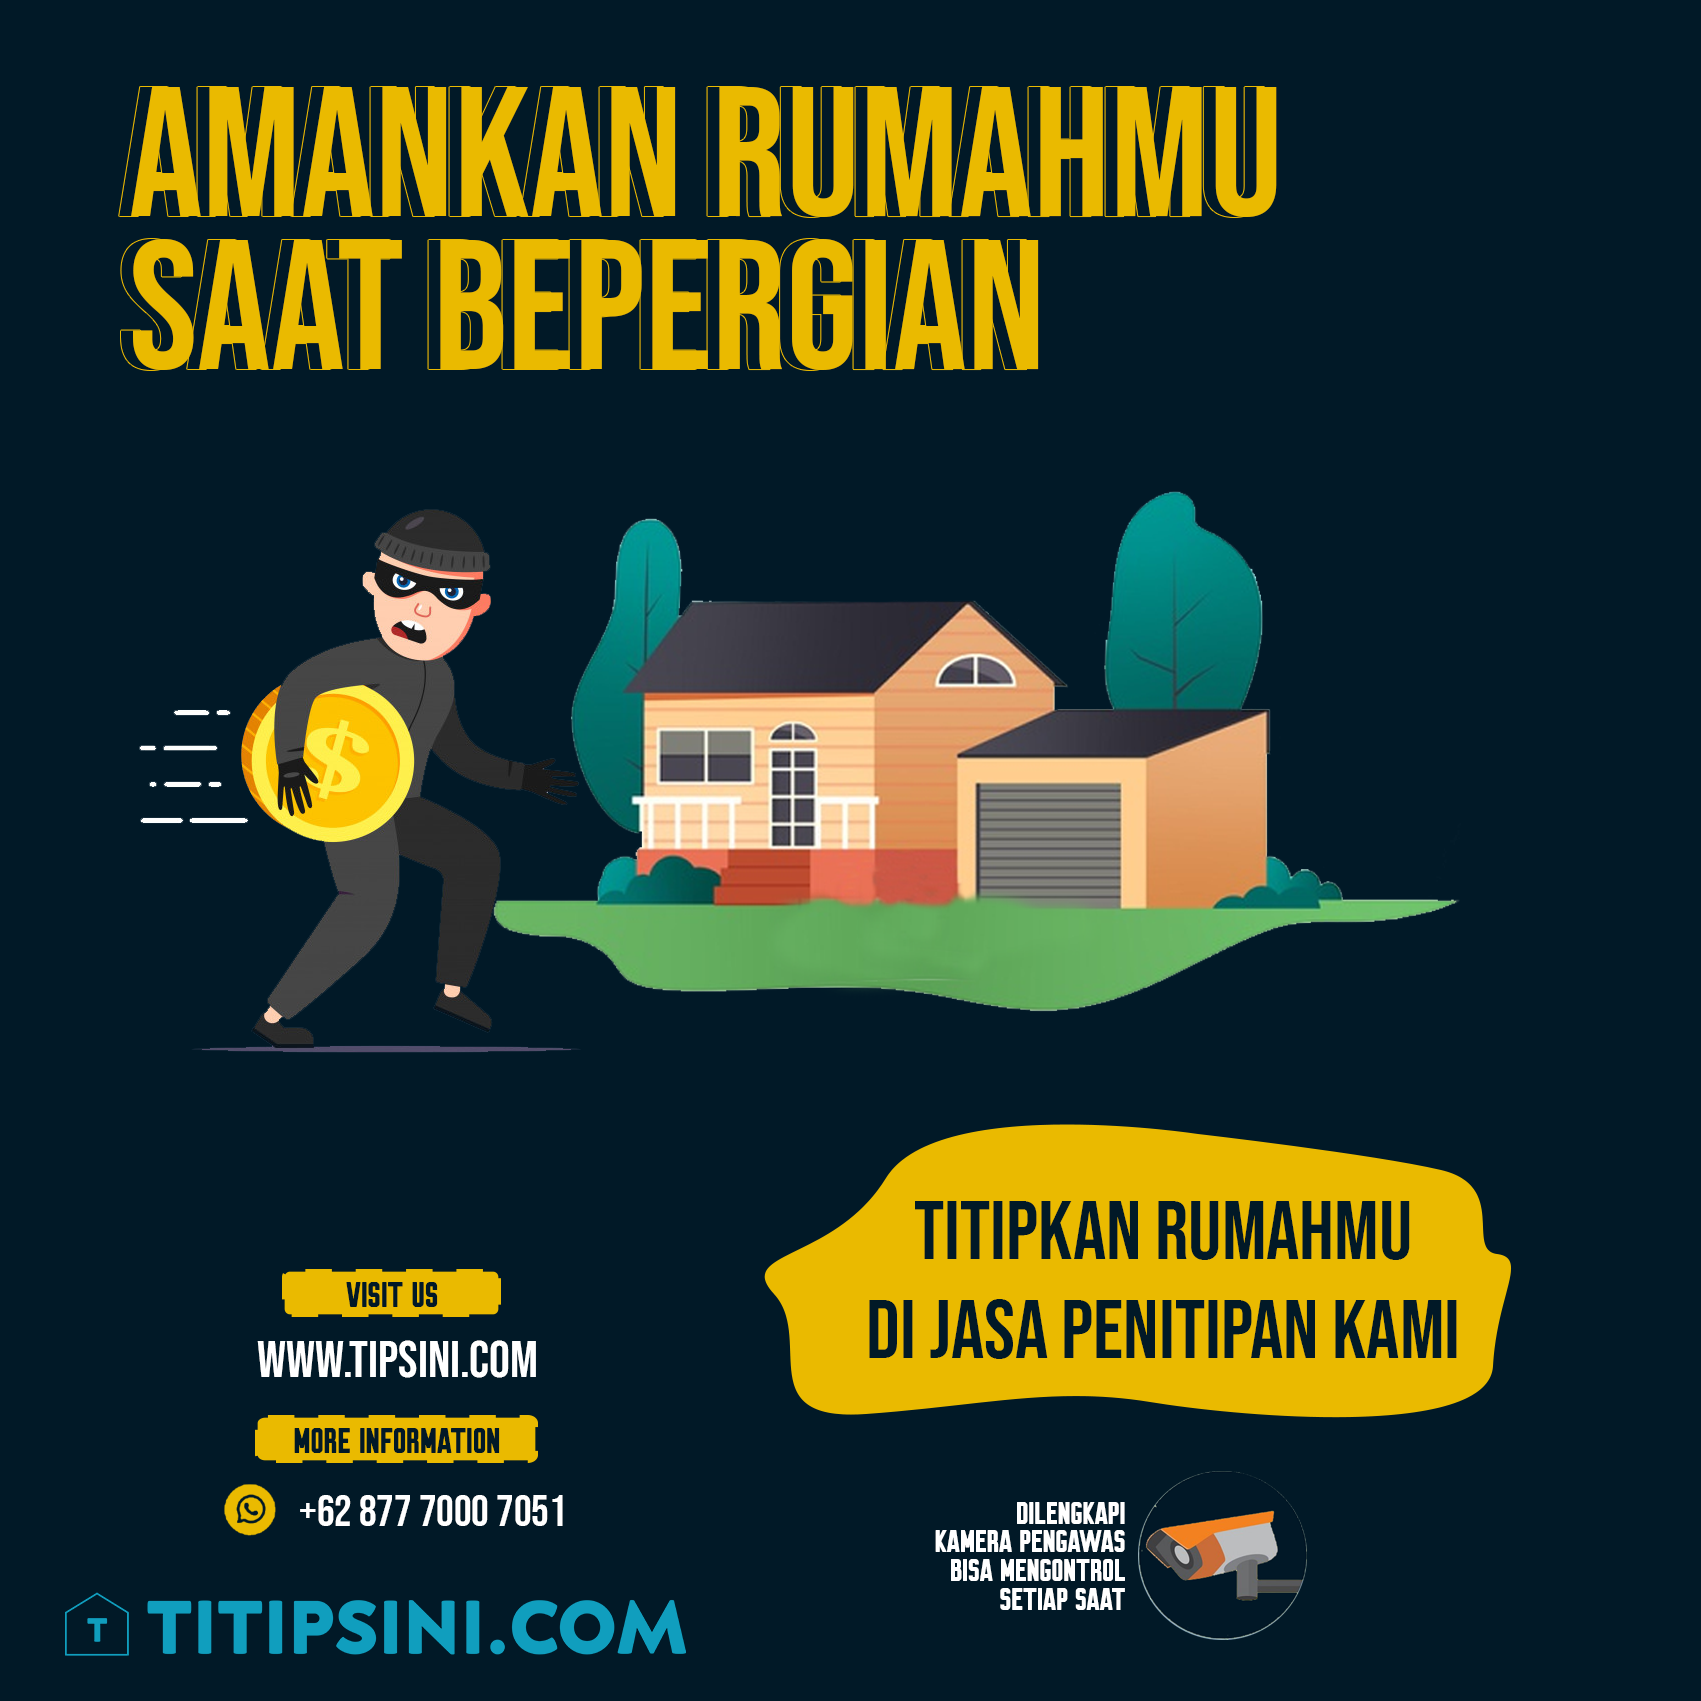 AMANKAN RUMAHMU
SAAT BEPERGIAN
$
TITIPKAN RUMAHMU
DI JASA PENITIPAN KAMI
VISIT US
WWW.TIPSINI.COM
MORE INFORMATION
+62 877 7000 7051
DILENGKAPI
KAMERA PENGAWAS
BISA MENGONTROL
SETIAP SAAT
T TITIPSINI.COM